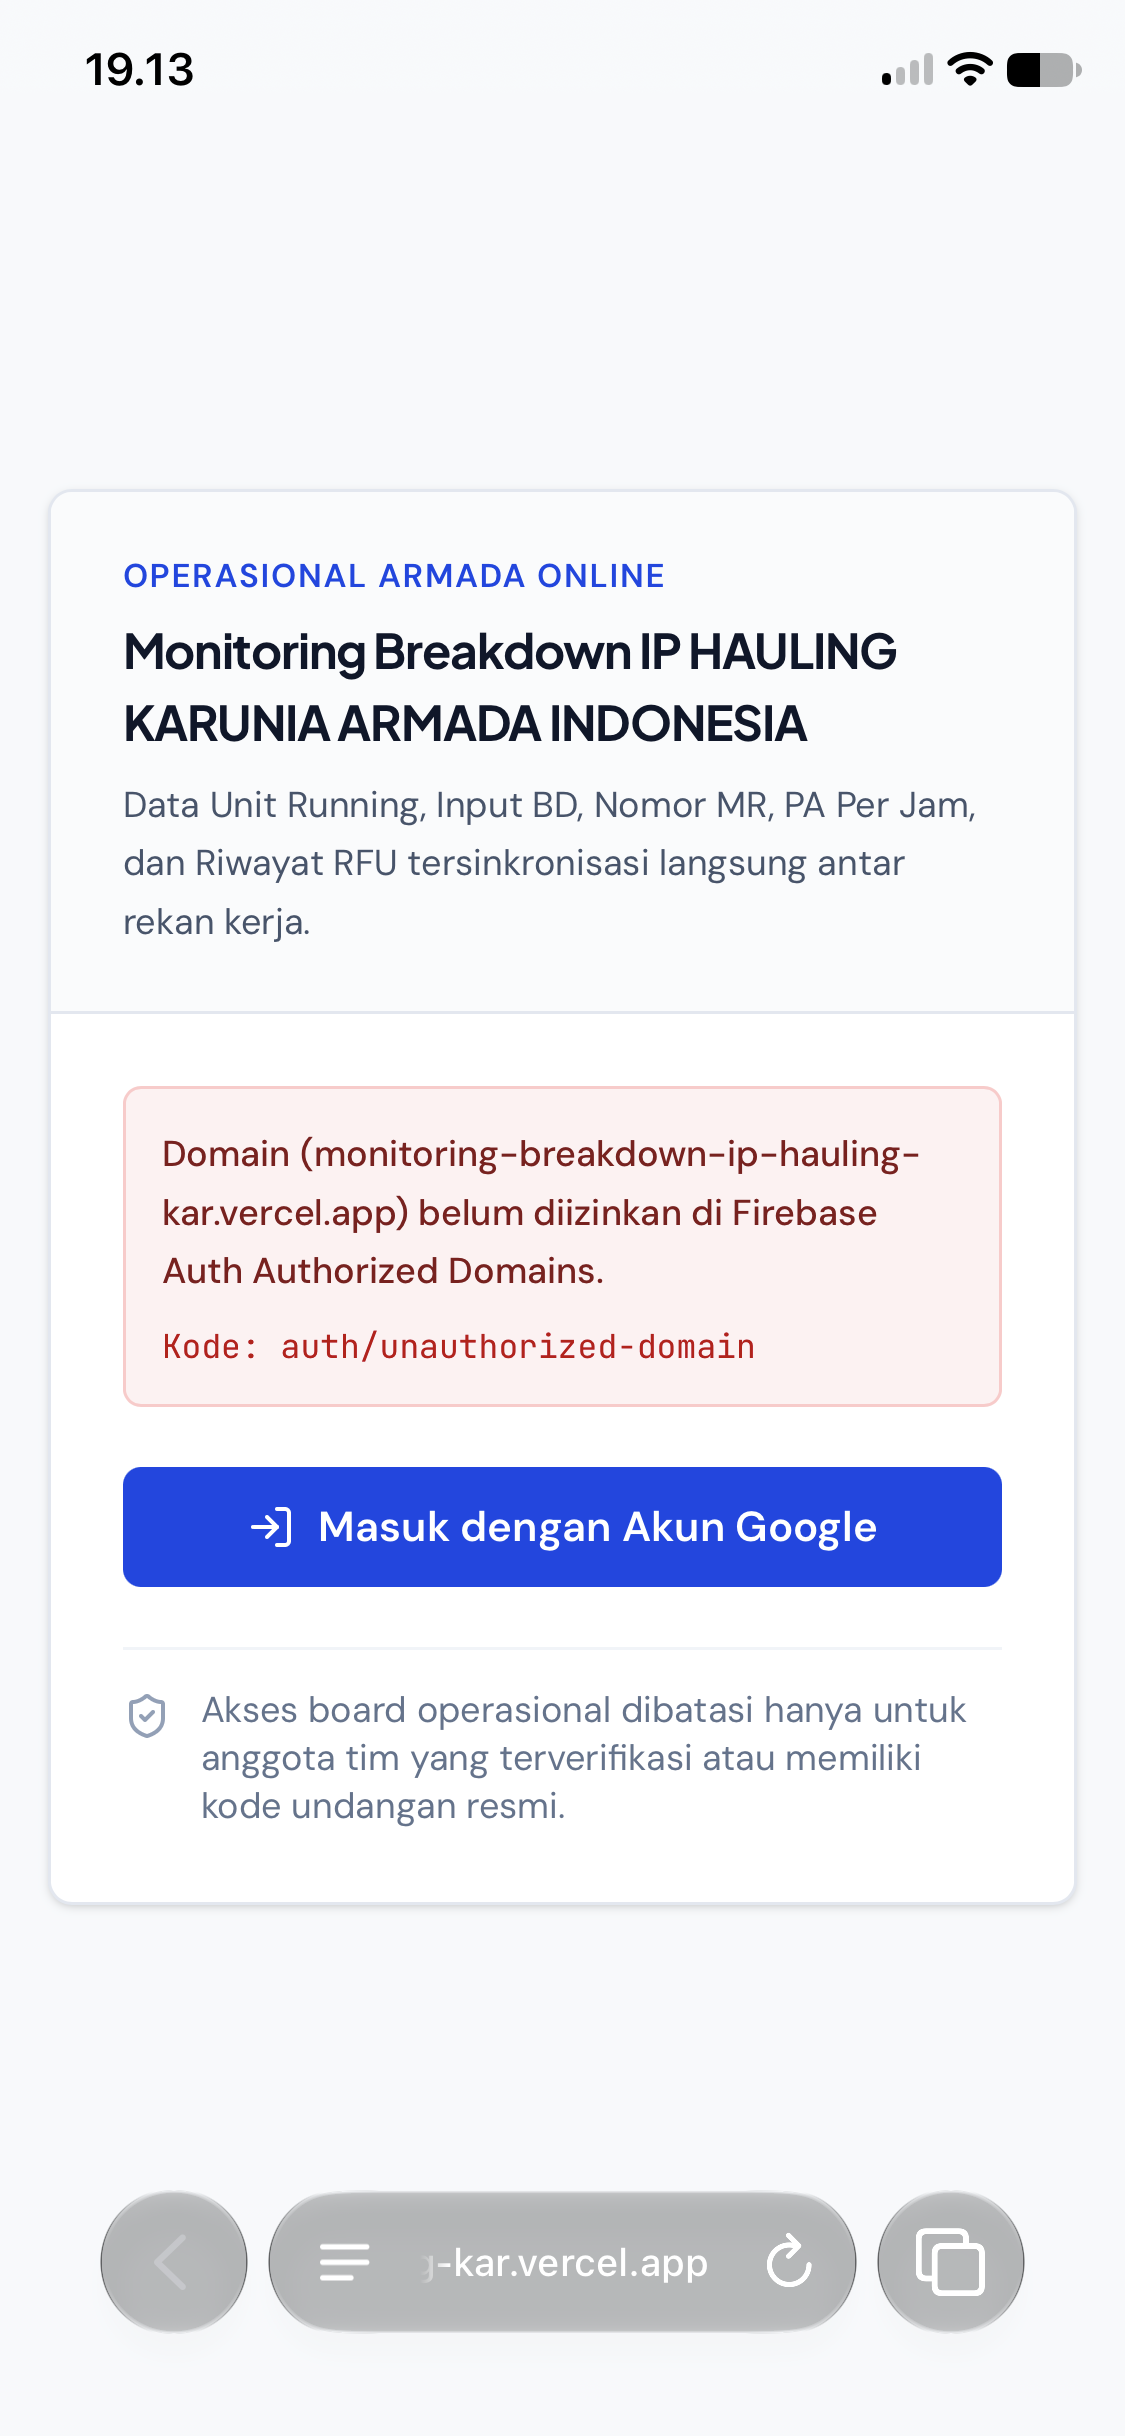 19.13
OPERASIONAL ARMADA ONLINE
Monitoring Breakdown IP HAULING
KARUNIA ARMADA INDONESIA
Data Unit Running, Input BD, Nomor MR, PA Per Jam,
dan Riwayat RFU tersinkronisasi langsung antar
rekan kerja.
Domain (monitoring-breakdown-ip-hauling-
kar.vercel.app) belum diizinkan di Firebase
Auth Authorized Domains.
Kode: auth/unauthorized-domain
Masuk dengan Akun Google
Akses board operasional dibatasi hanya untuk
anggota tim yang terverifikasi atau memiliki
kode undangan resmi.
g-kar.vercel.app